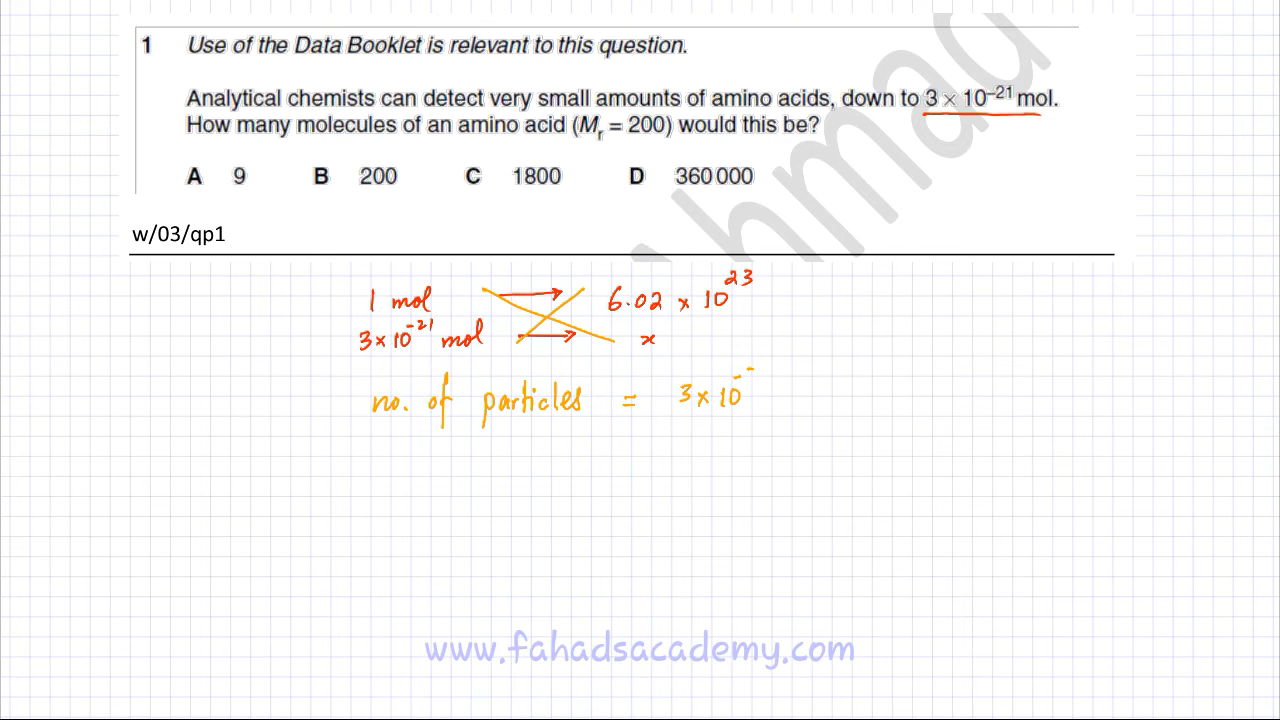 1 Use of the Data Booklet is relevant to this question.
Analytical chemists can detect very small amounts of amino acids, down to 3 × 10⁻²¹ mol.
How many molecules of an amino acid (Mᵣ = 200) would this be?
A 9 B 200 C 1800 D 360 000
hmad
w/03/qp1
1 mol → 6.02 × 10²³
3 × 10⁻²¹ mol → x
no. of particles = 3 × 10⁻
www.fahadsacademy.com